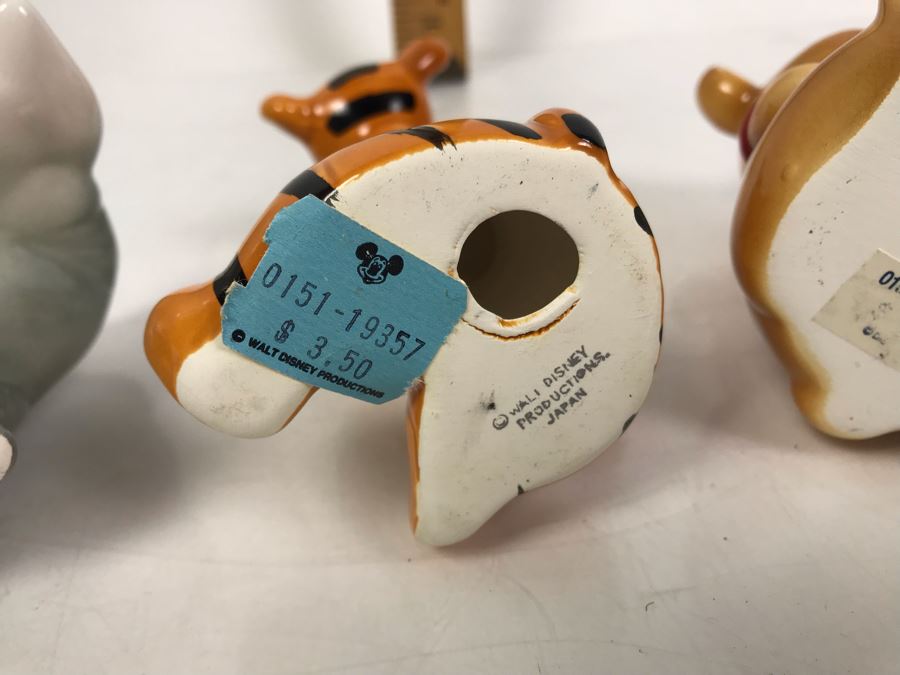 0151-19357
$ 3.50
© WALT DISNEY PRODUCTIONS
© WALT DISNEY
PRODUCTIONS.
JAPAN